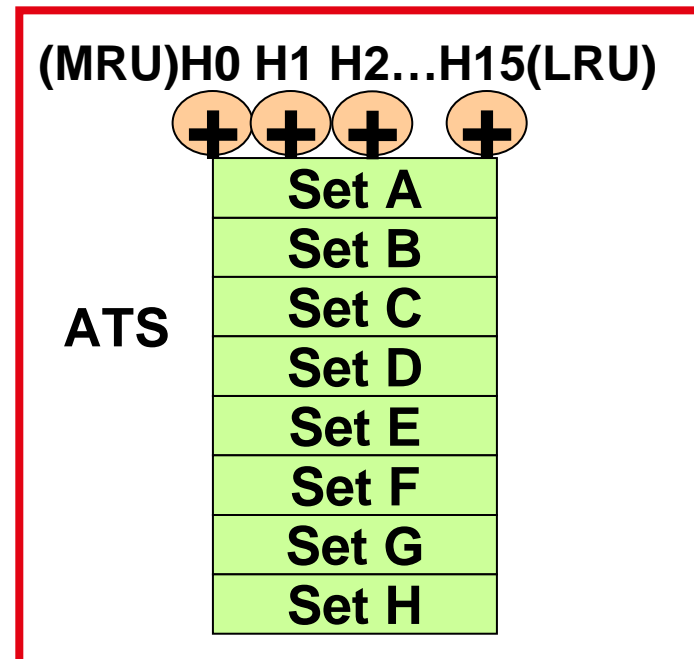 (MRU)H0 H1 H2...H15(LRU)
+ + + +
Set A
Set B
Set C
ATS
Set D
Set E
Set F
Set G
Set H